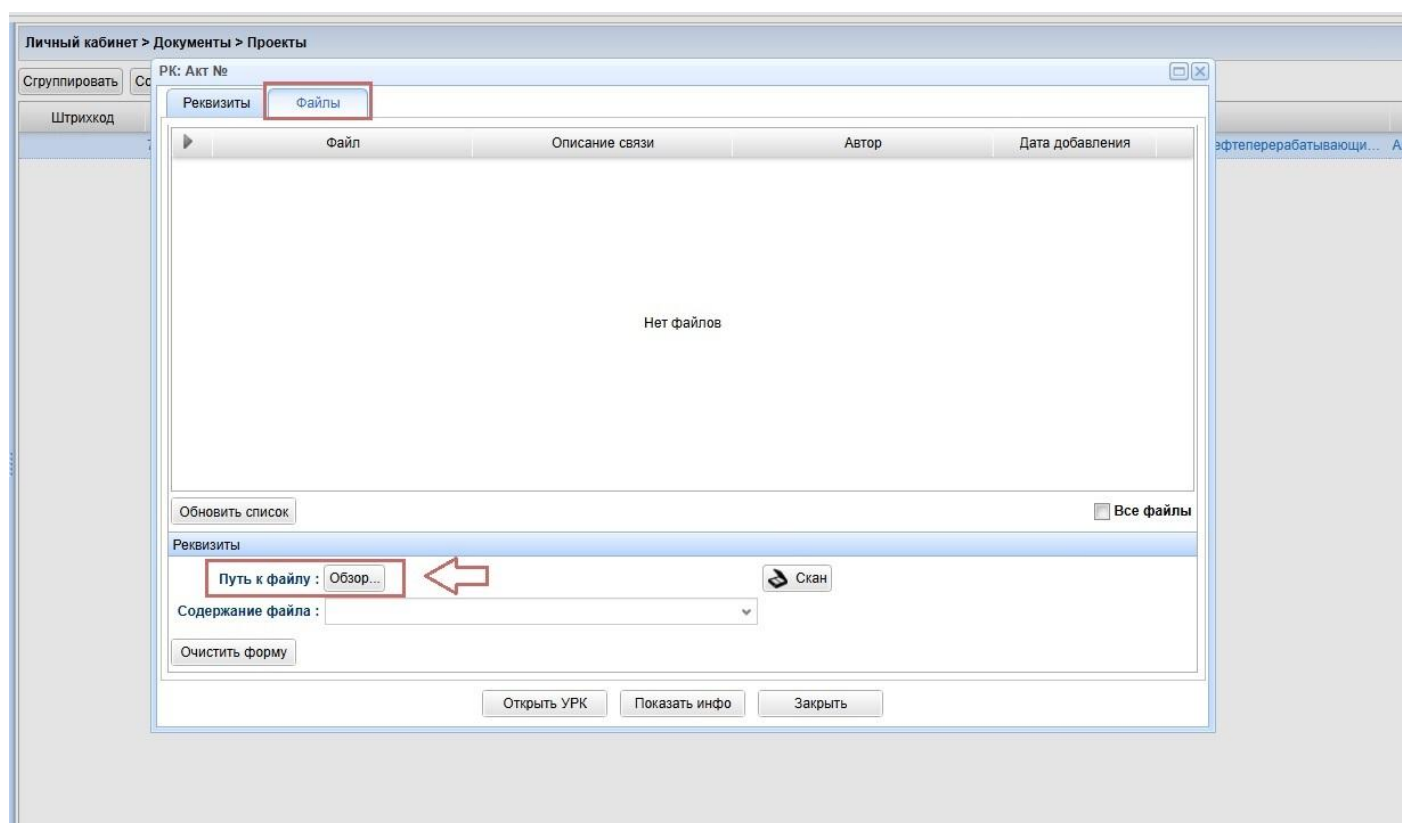 Личный кабинет > Документы > Проекты
Сгруппировать
РК: Акт №
Реквизиты Файлы
Штрихкод
Файл Описание связи Автор Дата добавления
Нет файлов
Обновить список Все файлы
Реквизиты
Путь к файлу : Обзор... Скан
Содержание файла :
Очистить форму
Открыть УРК Показать инфо Закрыть